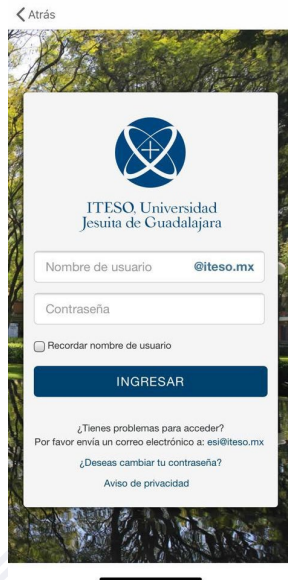 Atrás
ITESO, Universidad
Jesuita de Guadalajara
Nombre de usuario @iteso.mx
Contraseña
Recordar nombre de usuario
INGRESAR
¿Tienes problemas para acceder?
Por favor envía un correo electrónico a: esi@iteso.mx
¿Deseas cambiar tu contraseña?
Aviso de privacidad